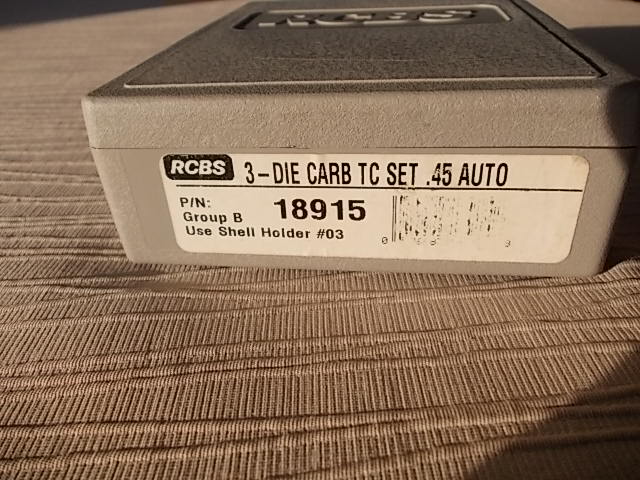 RCBS
RCBS 3-DIE CARB TC SET .45 AUTO
P/N: 18915
Group B
Use Shell Holder #03